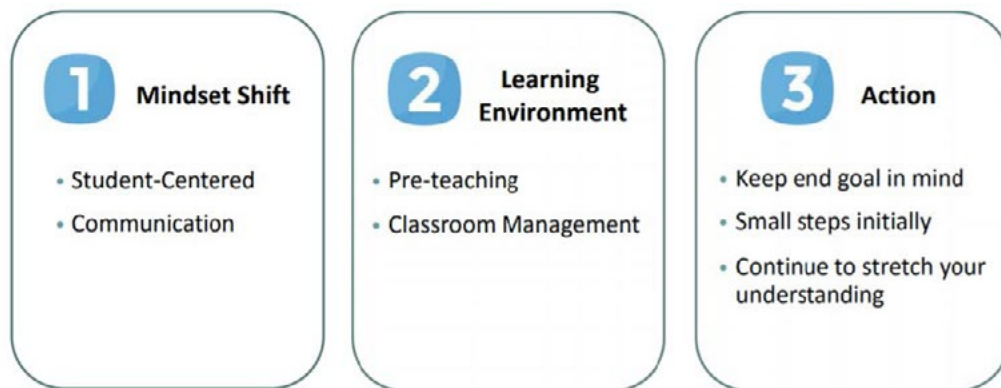 1 Mindset Shift
• Student-Centered
• Communication
2 Learning
Environment
• Pre-teaching
• Classroom Management
3 Action
• Keep end goal in mind
• Small steps initially
• Continue to stretch your
understanding